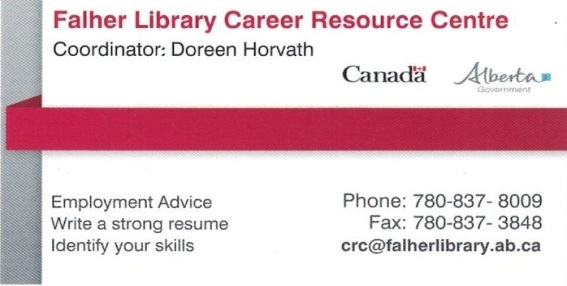 Falher Library Career Resource Centre
Coordinator: Doreen Horvath
Canada
Alberta
Government
Employment Advice
Write a strong resume
Identify your skills
Phone: 780-837- 8009
Fax: 780-837- 3848
crc@falherlibrary.ab.ca